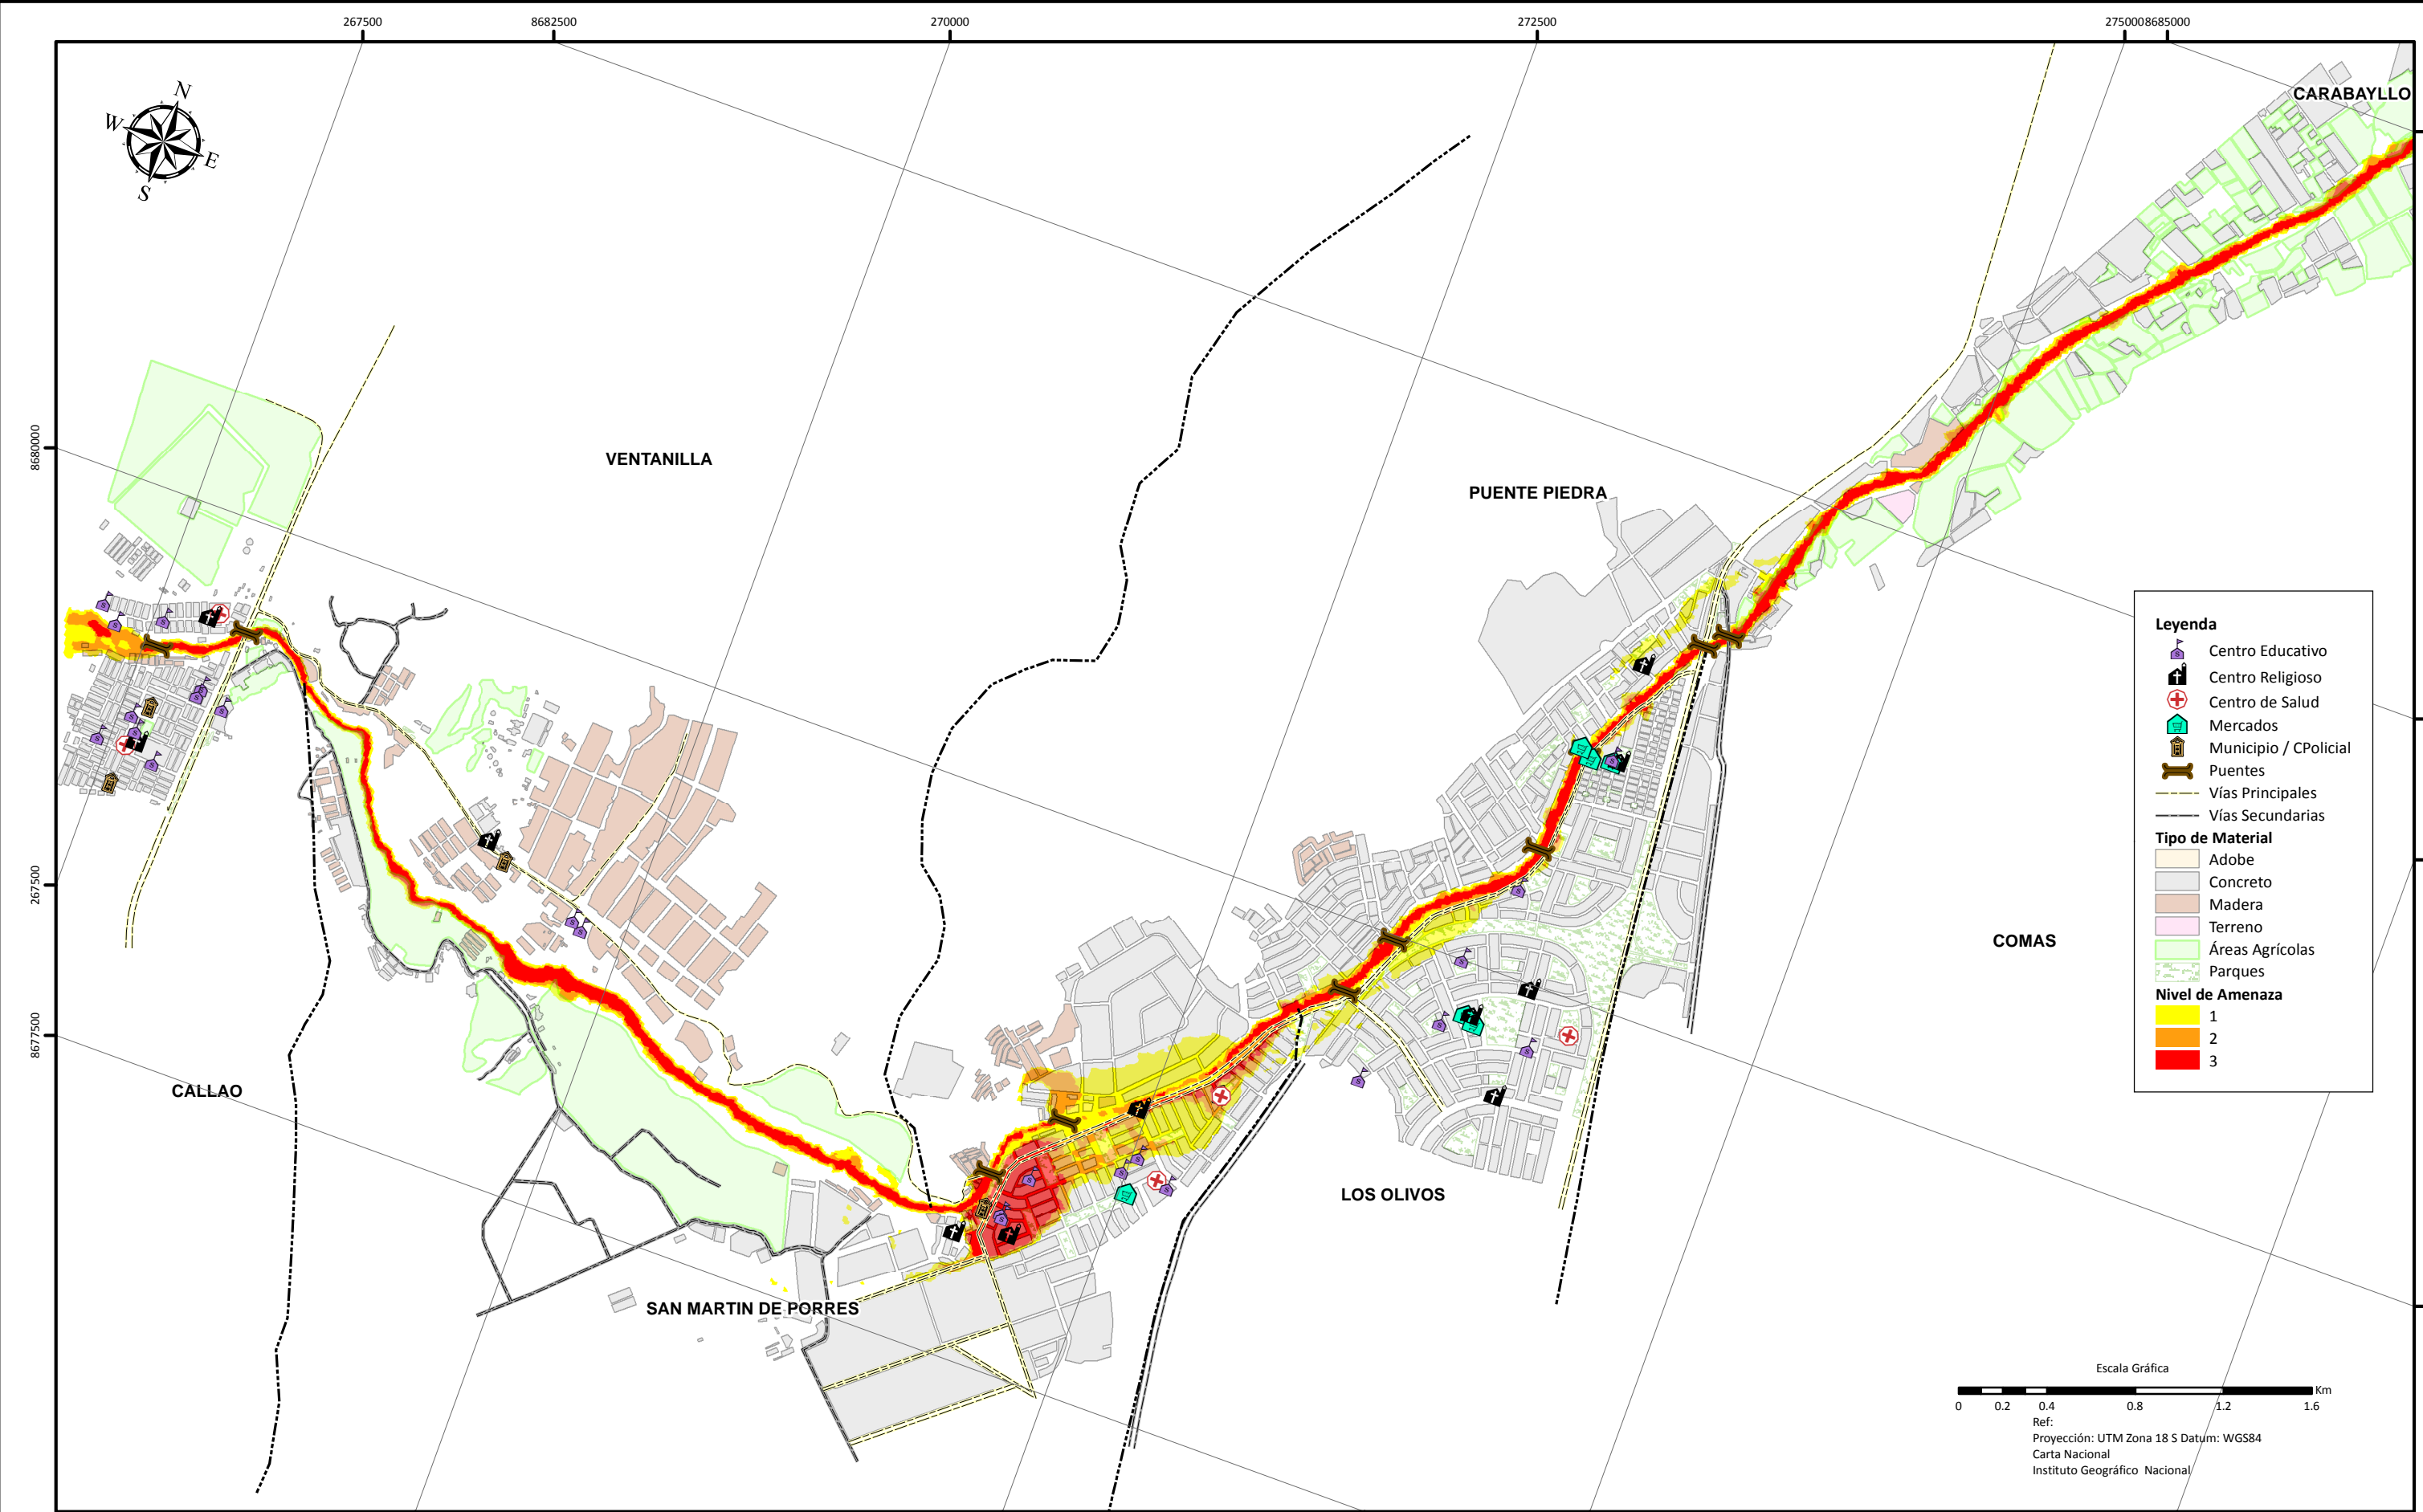 267500
8682500
270000
272500
275000
8685000
CARABAYLLO
N
W
E
S
8680000
VENTANILLA
PUENTE PIEDRA
267500
8677500
COMAS
CALLAO
LOS OLIVOS
SAN MARTIN DE PORRES
Leyenda
Centro Educativo
Centro Religioso
Centro de Salud
Mercados
Municipio / CPolicial
Puentes
Vías Principales
Vías Secundarias
Tipo de Material
Adobe
Concreto
Madera
Terreno
Áreas Agrícolas
Parques
Nivel de Amenaza
1
2
3
Escala Gráfica
Km
0 0.2 0.4 0.8 1.2 1.6
Ref:
Proyección: UTM Zona 18 S Datum: WGS84
Carta Nacional
Instituto Geográfico Nacional